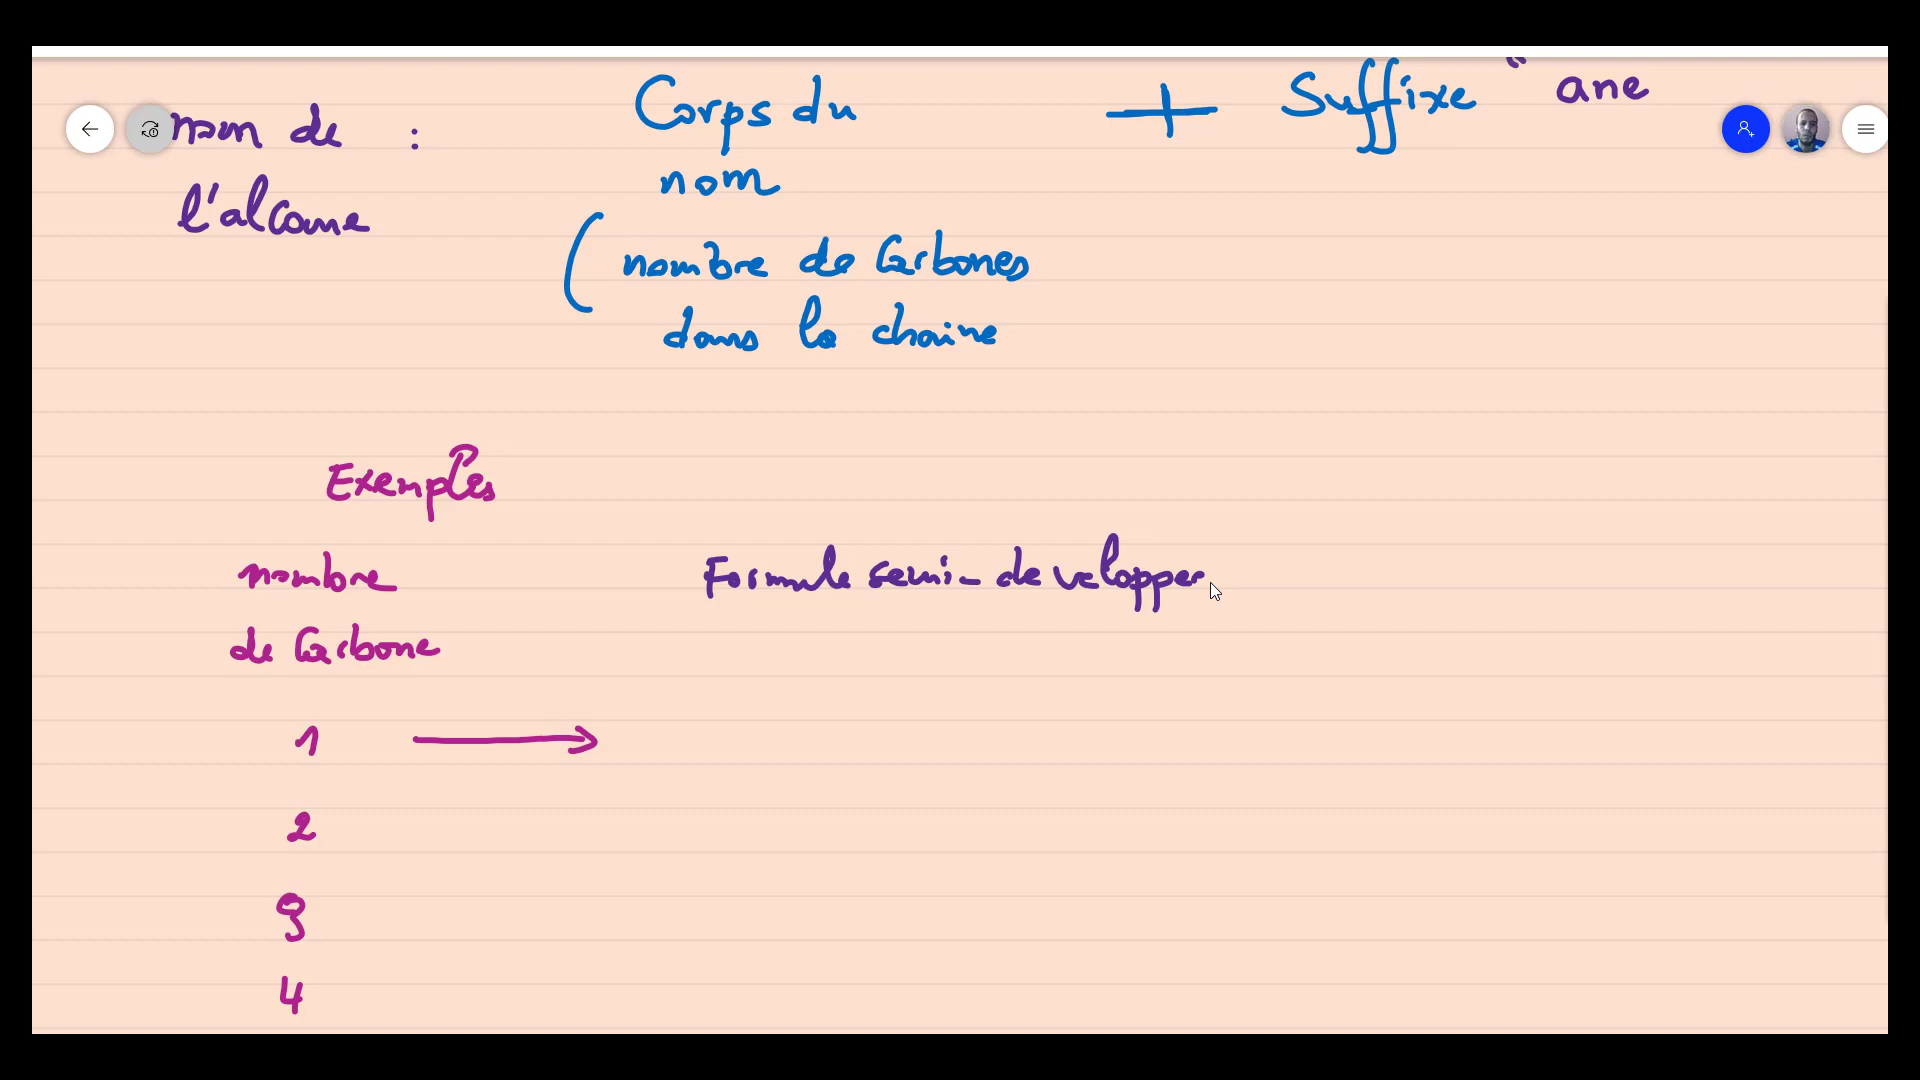 nom de : Corps du + Suffixe " ane
l'alcane nom
( nombre de Carbones
dans la chaine
Exemples
nombre Formule semi-developper
de Carbone
1 →
2
3
4